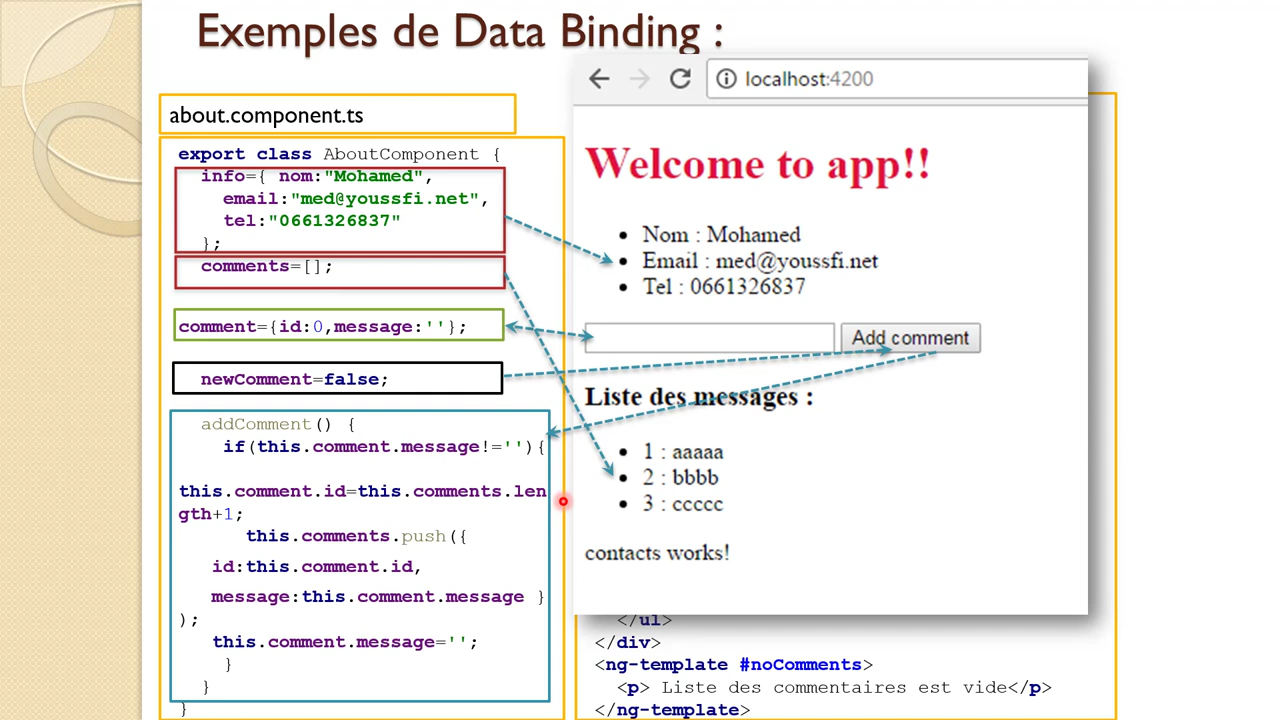 Exemples de Data Binding :
about.component.ts
export class AboutComponent {
info={ nom:"Mohamed",
email:"med@youssfi.net",
tel:"0661326837"
};
comments=[];
comment={id:0,message:''};
newComment=false;
addComment() {
if(this.comment.message!=''){
this.comment.id=this.comments.len
gth+1;
this.comments.push({
id:this.comment.id,
message:this.comment.message }
);
this.comment.message='';
}
}
}
localhost:4200
Welcome to app!!
• Nom : Mohamed
• Email : med@youssfi.net
• Tel : 0661326837
Add comment
Liste des messages :
• 1 : aaaaa
• 2 : bbbb
• 3 : ccccc
contacts works!
</ul>
</div>
<ng-template #noComments>
<p> Liste des commentaires est vide</p>
</ng-template>